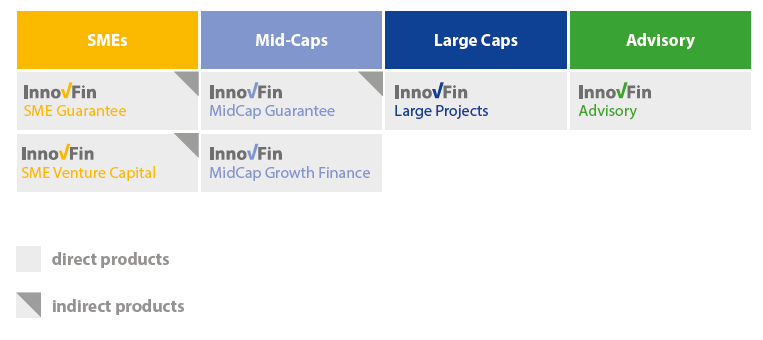 SMEs
Mid-Caps
Large Caps
Advisory
InnovFin
SME Guarantee
InnovFin
MidCap Guarantee
InnovFin
Large Projects
InnovFin
Advisory
InnovFin
SME Venture Capital
InnovFin
MidCap Growth Finance
direct products
indirect products